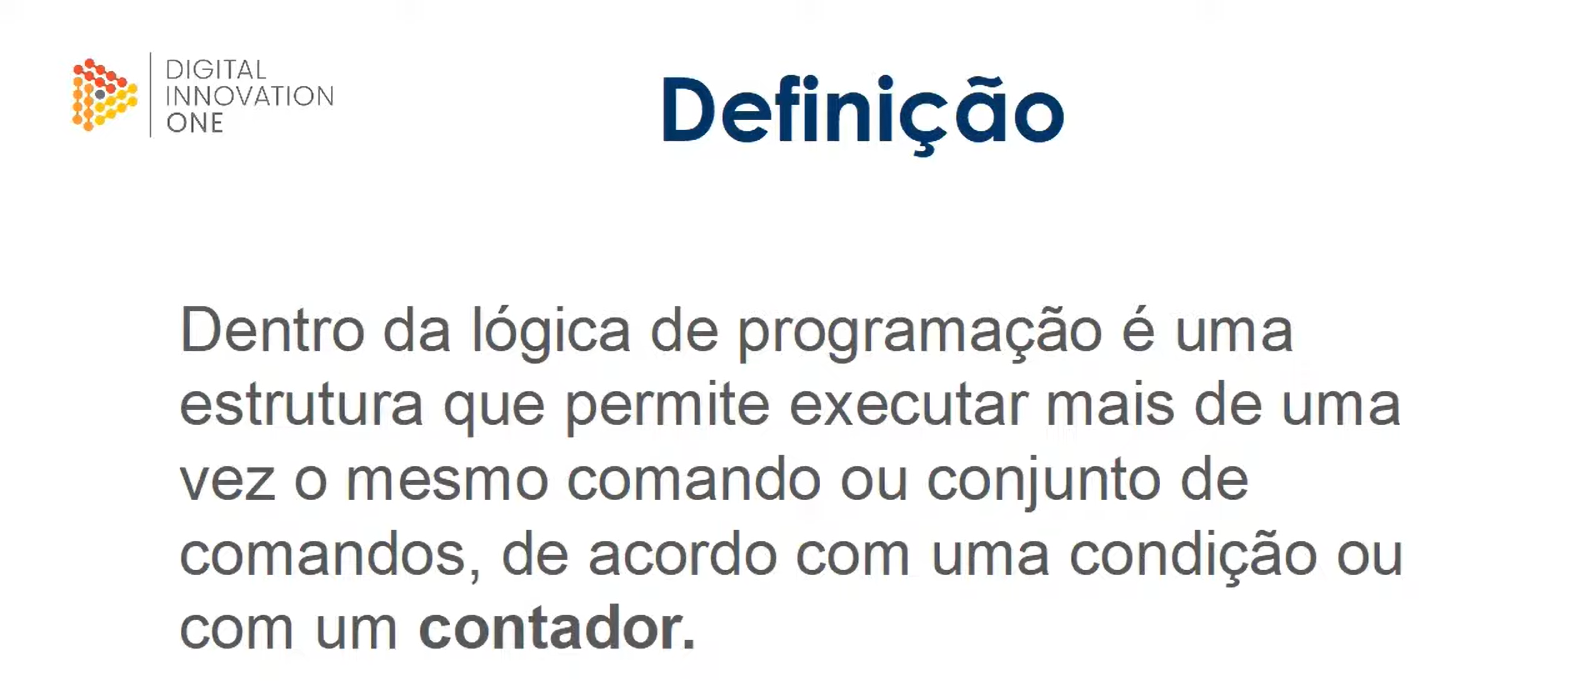 DIGITAL
INNOVATION
ONE
Definição
Dentro da lógica de programação é uma
estrutura que permite executar mais de uma
vez o mesmo comando ou conjunto de
comandos, de acordo com uma condição ou
com um contador.